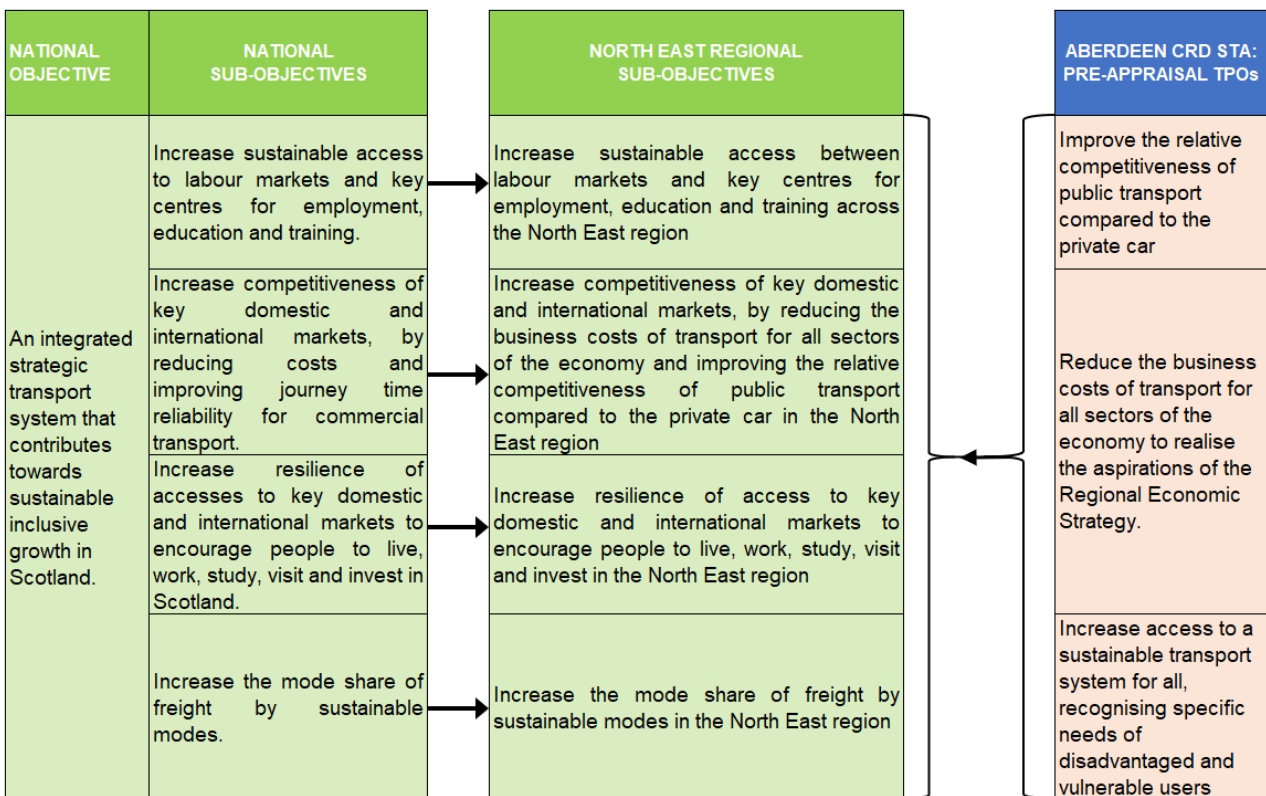 NATIONAL
OBJECTIVE
NATIONAL
SUB-OBJECTIVES
NORTH EAST REGIONAL
SUB-OBJECTIVES
ABERDEEN CRD STA:
PRE-APPRAISAL TPOs
An integrated
strategic
transport
system that
contributes
towards
sustainable
inclusive
growth in
Scotland.
Increase sustainable access
to labour markets and key
centres for employment,
education and training.
Increase sustainable access between
labour markets and key centres for
employment, education and training across
the North East region
Increase competitiveness of
key domestic and
international markets, by
reducing costs and
improving journey time
reliability for commercial
transport.
Increase competitiveness of key domestic
and international markets, by reducing the
business costs of transport for all sectors
of the economy and improving the relative
competitiveness of public transport
compared to the private car in the North
East region
Increase resilience of
accesses to key domestic
and international markets to
encourage people to live,
work, study, visit and invest in
Scotland.
Increase resilience of access to key
domestic and international markets to
encourage people to live, work, study, visit
and invest in the North East region
Increase the mode share of
freight by sustainable
modes.
Increase the mode share of freight by
sustainable modes in the North East region
Improve the relative
competitiveness of
public transport
compared to the
private car
Reduce the business
costs of transport for
all sectors of the
economy to realise
the aspirations of the
Regional Economic
Strategy.
Increase access to a
sustainable transport
system for all,
recognising specific
needs of
disadvantaged and
vulnerable users